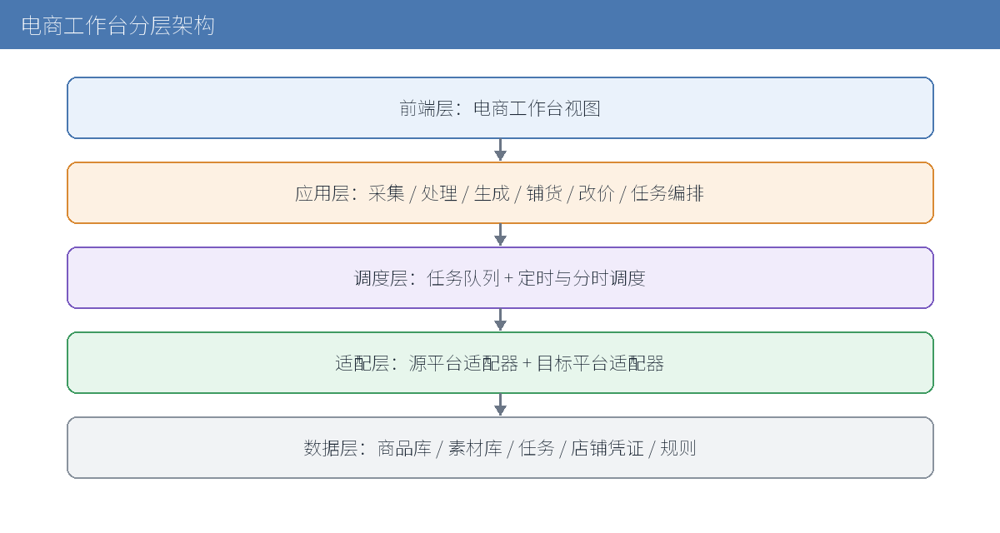 电商工作台分层架构
前端层：电商工作台视图
应用层：采集 / 处理 / 生成 / 铺货 / 改价 / 任务编排
调度层：任务队列 + 定时与分时调度
适配层：源平台适配器 + 目标平台适配器
数据层：商品库 / 素材库 / 任务 / 店铺凭证 / 规则